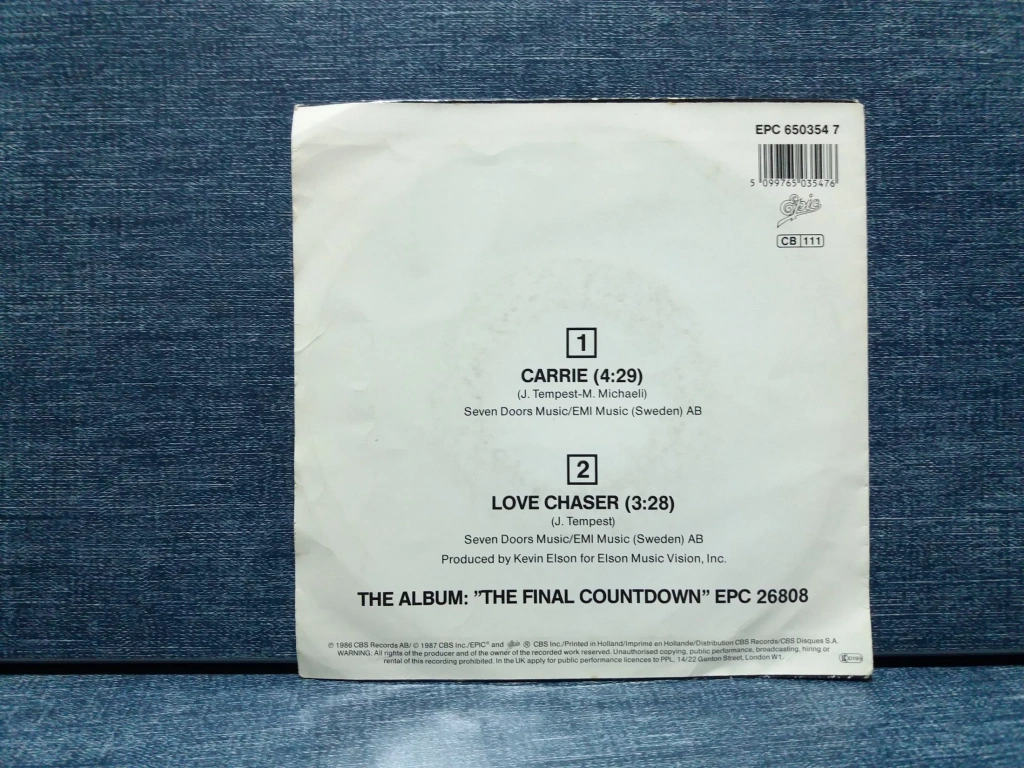 EPC 650354 7
5 099765 035476
Epic
CB 111
1
CARRIE (4:29)
(J. Tempest-M. Michaeli)
Seven Doors Music/EMI Music (Sweden) AB
2
LOVE CHASER (3:28)
(J. Tempest)
Seven Doors Music/EMI Music (Sweden) AB
Produced by Kevin Elson for Elson Music Vision, Inc.
THE ALBUM: ”THE FINAL COUNTDOWN” EPC 26808
℗ 1986 CBS Records AB/ © 1987 CBS Inc./EPIC® and Epic ® CBS Inc./Printed in Holland/Imprimé en Hollande/Distribution CBS Records/CBS Disques S.A.
WARNING: All rights of the producer and of the owner of the recorded work reserved. Unauthorised copying, public performance, broadcasting, hiring or
rental of this recording prohibited. In the UK apply for public performance licences to PPL, 14/22 Ganton Street, London W1.